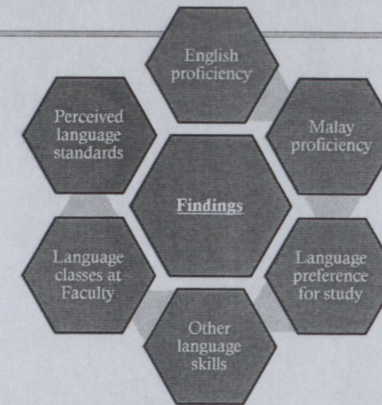 English
proficiency
Malay
proficiency
Language
preference
for study
Other
language
skills
Language
classes at
Faculty
Perceived
language
standards
Findings